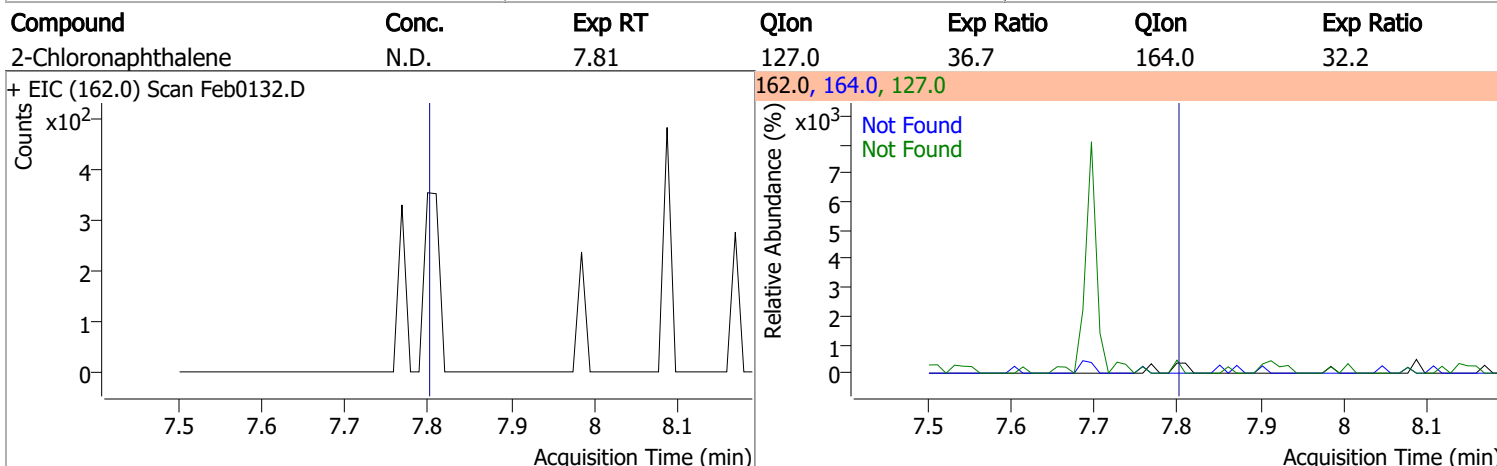 Compound Conc. Exp RT QIon Exp Ratio QIon Exp Ratio
2-Chloronaphthalene N.D. 7.81 127.0 36.7 164.0 32.2
+ EIC (162.0) Scan Feb0132.D
Counts
x10²
4
3
2
1
0
7.5 7.6 7.7 7.8 7.9 8 8.1
Acquisition Time (min)
162.0, 164.0, 127.0
Relative Abundance (%)
x10³
Not Found
Not Found
7
6
5
4
3
2
1
0
7.5 7.6 7.7 7.8 7.9 8 8.1
Acquisition Time (min)